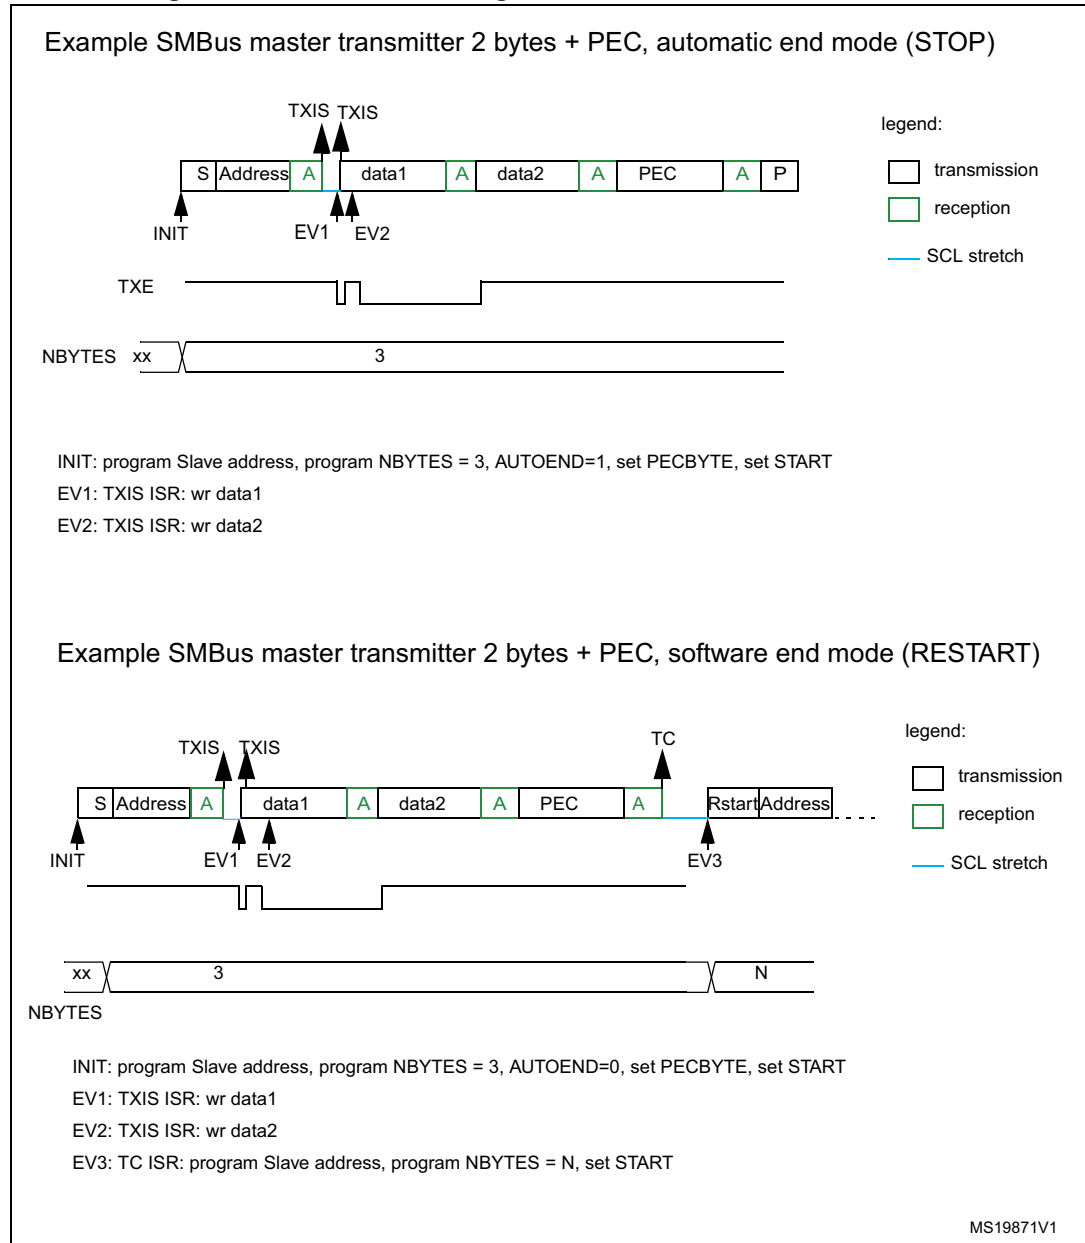 Example SMBus master transmitter 2 bytes + PEC, automatic end mode (STOP)
TXIS TXIS
legend:
S Address A data1 A data2 A PEC A P
transmission
reception
INIT EV1 EV2
SCL stretch
TXE
NBYTES xx 3
INIT: program Slave address, program NBYTES = 3, AUTOEND=1, set PECBYTE, set START
EV1: TXIS ISR: wr data1
EV2: TXIS ISR: wr data2
Example SMBus master transmitter 2 bytes + PEC, software end mode (RESTART)
TXIS TXIS TC
legend:
S Address A data1 A data2 A PEC A Rstart Address
transmission
reception
INIT EV1 EV2 EV3
SCL stretch
xx 3 N
NBYTES
INIT: program Slave address, program NBYTES = 3, AUTOEND=0, set PECBYTE, set START
EV1: TXIS ISR: wr data1
EV2: TXIS ISR: wr data2
EV3: TC ISR: program Slave address, program NBYTES = N, set START
MS19871V1